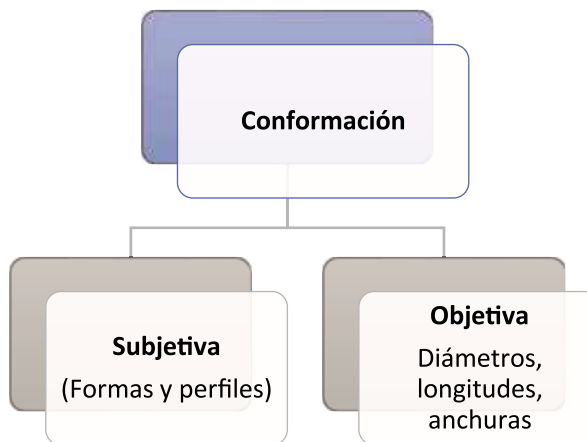 Conformación
Subjetiva
(Formas y perfiles)
Objetiva
Diámetros,
longitudes,
anchuras